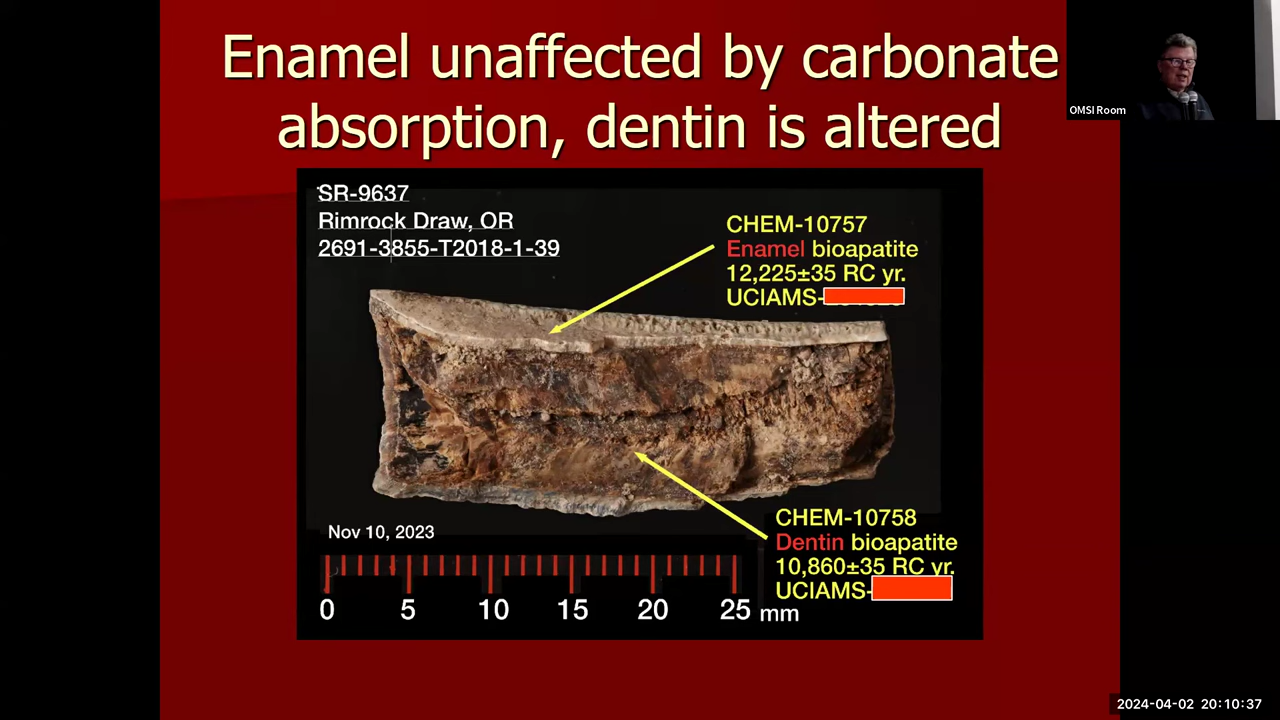 Enamel unaffected by carbonate
absorption, dentin is altered
OMSI Room
SR-9637
Rimrock Draw, OR
2691-3855-T2018-1-39
CHEM-10757
Enamel bioapatite
12,225±35 RC yr.
UCIAMS-
CHEM-10758
Dentin bioapatite
10,860±35 RC yr.
UCIAMS-
Nov 10, 2023
0 5 10 15 20 25 mm
2024-04-02 20:10:37